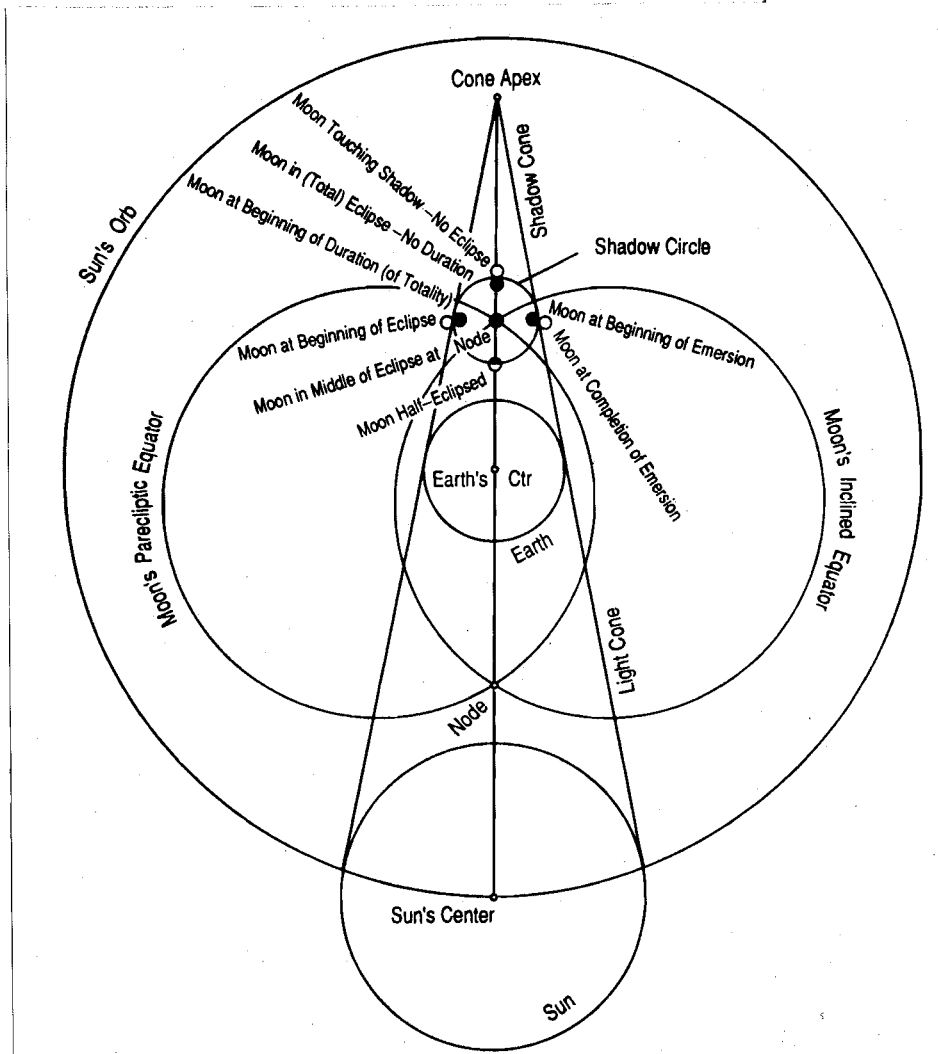 Cone Apex
Moon Touching Shadow–No Eclipse
Moon in (Total) Eclipse–No Duration
Moon at Beginning of Duration (of Totality)
Shadow Cone
Sun's Orb
Shadow Circle
Moon at Beginning of Eclipse
Moon at Beginning of Emersion
Moon in Middle of Eclipse at Node
Moon Half–Eclipsed
Moon at Completion of Emersion
Moon's Parecliptic Equator
Moon's Inclined Equator
Earth's Ctr
Earth
Light Cone
Node
Sun's Center
Sun